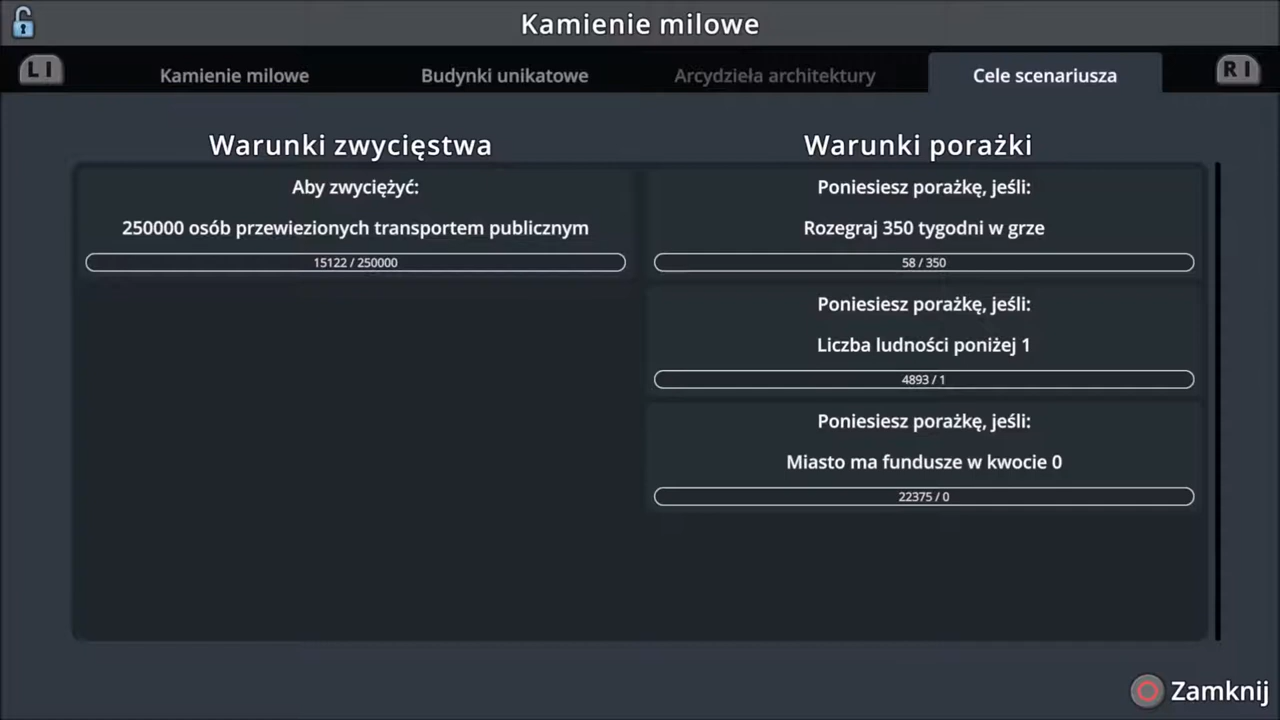 Kamienie milowe
L1
Kamienie milowe
Budynki unikatowe
Arcydzieła architektury
Cele scenariusza
R1
Warunki zwycięstwa
Aby zwyciężyć:
250000 osób przewiezionych transportem publicznym
15122 / 250000
Warunki porażki
Poniesiesz porażkę, jeśli:
Rozegraj 350 tygodni w grze
58 / 350
Poniesiesz porażkę, jeśli:
Liczba ludności poniżej 1
4893 / 1
Poniesiesz porażkę, jeśli:
Miasto ma fundusze w kwocie 0
22375 / 0
Zamknij